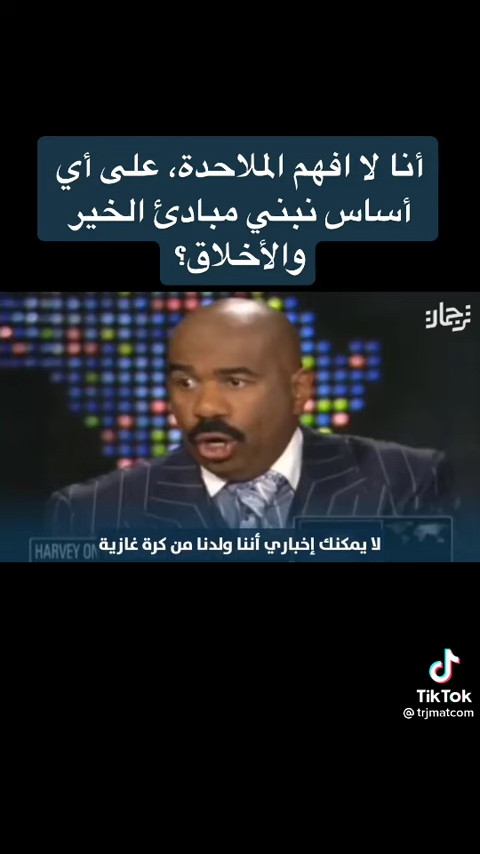 أنا لا افهم الملاحدة، على أي
أساس نبني مبادئ الخير
والأخلاق؟
ترجمان
لا يمكنك إخباري أننا ولدنا من كرة غازية
HARVEY ON
TikTok
@trjmatcom